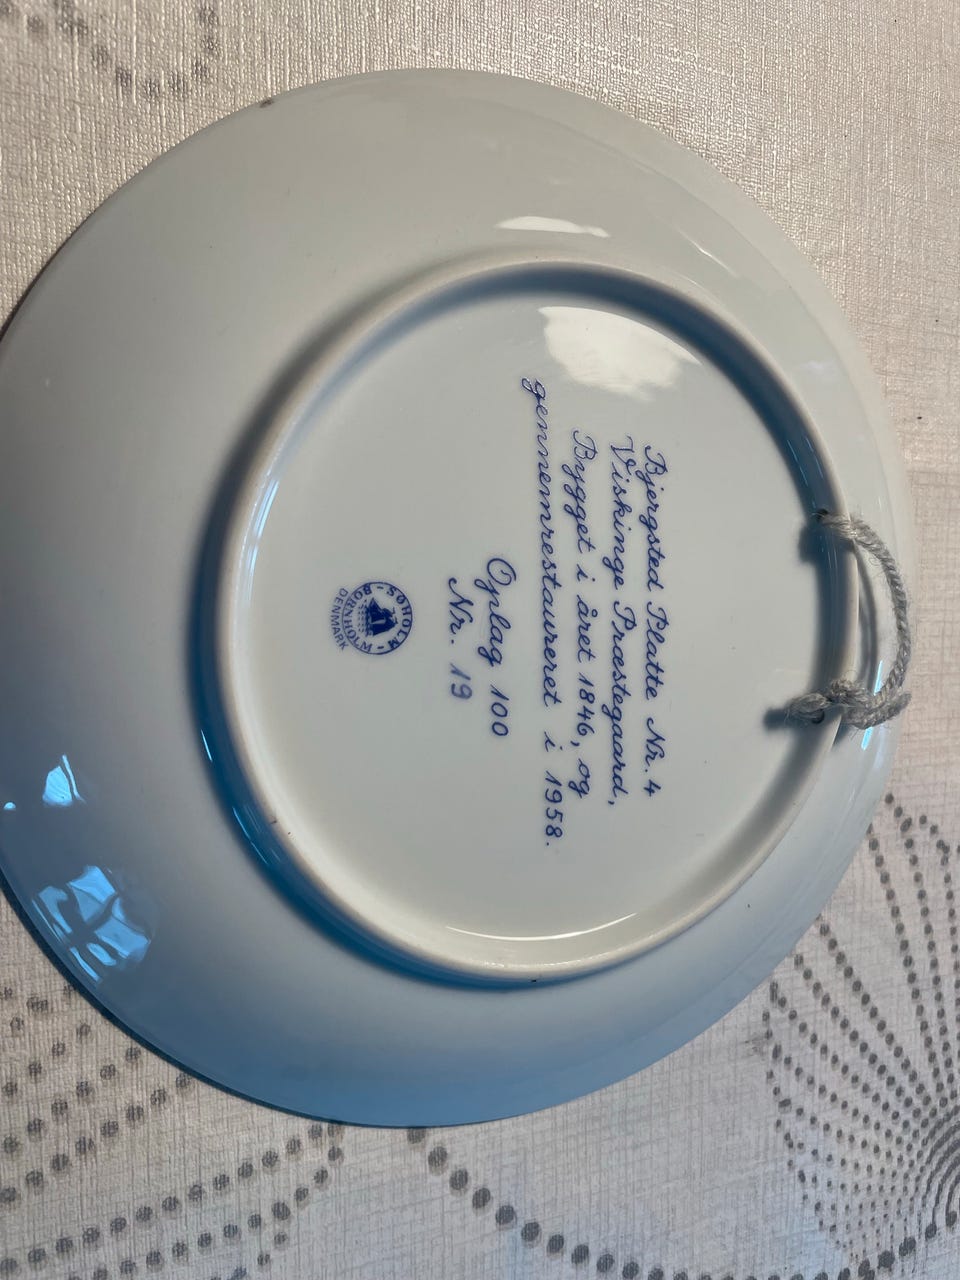 Bjergsted Platte Nr. 4
Viskinge Præstegaard,
Bygget i året 1846, og
gennemrestaureret i 1958.
Oplag 100
Nr. 19
SØHOLM -
BORNHOLM -
DENMARK